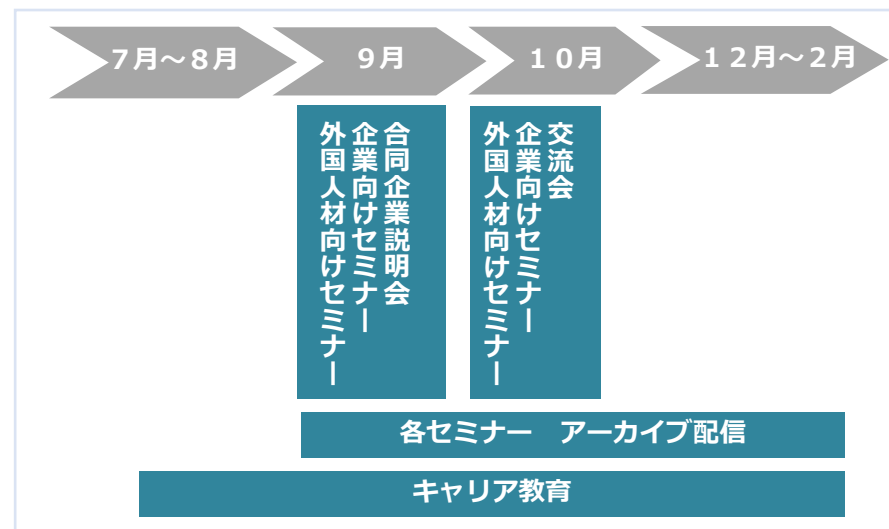 7月～8月
9月
１０月
１２月～２月
合同企業説明会
企業向けセミナー
外国人材向けセミナー
交流会
企業向けセミナー
外国人材向けセミナー
各セミナー　アーカイブ配信
キャリア教育